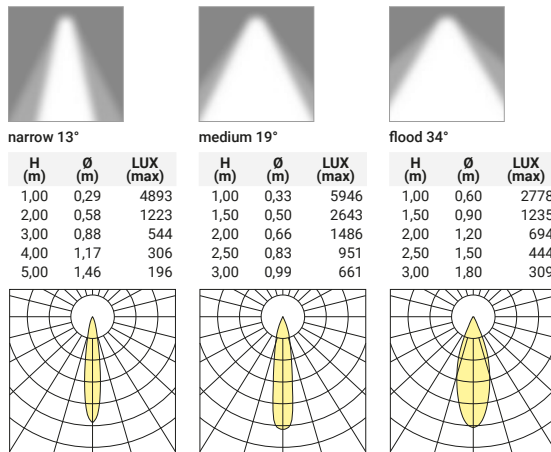 narrow 13°
H Ø LUX
(m) (m) (max)
1,00 0,29 4893
2,00 0,58 1223
3,00 0,88 544
4,00 1,17 306
5,00 1,46 196
medium 19°
H Ø LUX
(m) (m) (max)
1,00 0,33 5946
1,50 0,50 2643
2,00 0,66 1486
2,50 0,83 951
3,00 0,99 661
flood 34°
H Ø LUX
(m) (m) (max)
1,00 0,60 2778
1,50 0,90 1235
2,00 1,20 694
2,50 1,50 444
3,00 1,80 309